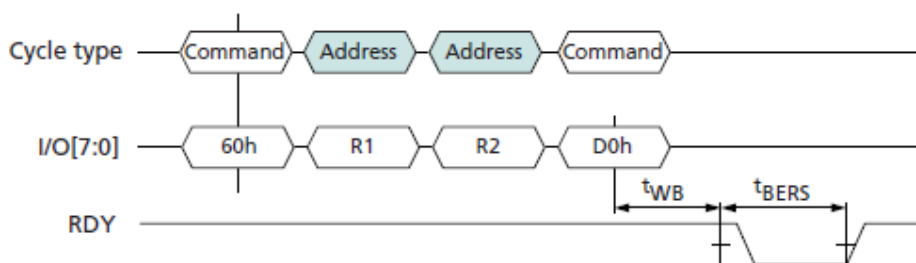 Cycle type Command Address Address Command
I/O[7:0] 60h R1 R2 D0h
tWB tBERS
RDY